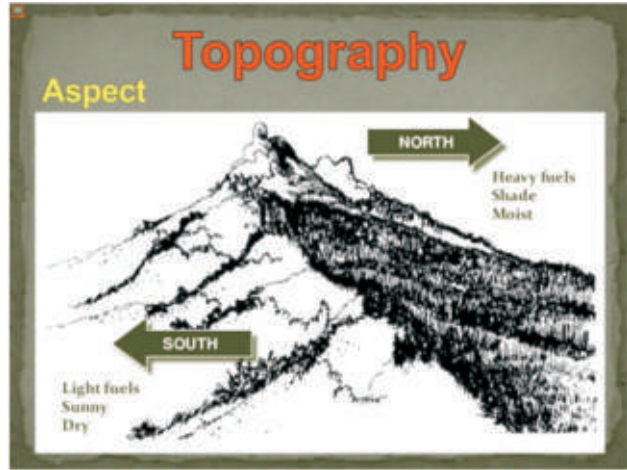 Topography
Aspect
NORTH
Heavy fuels
Shade
Moist
SOUTH
Light fuels
Sunny
Dry